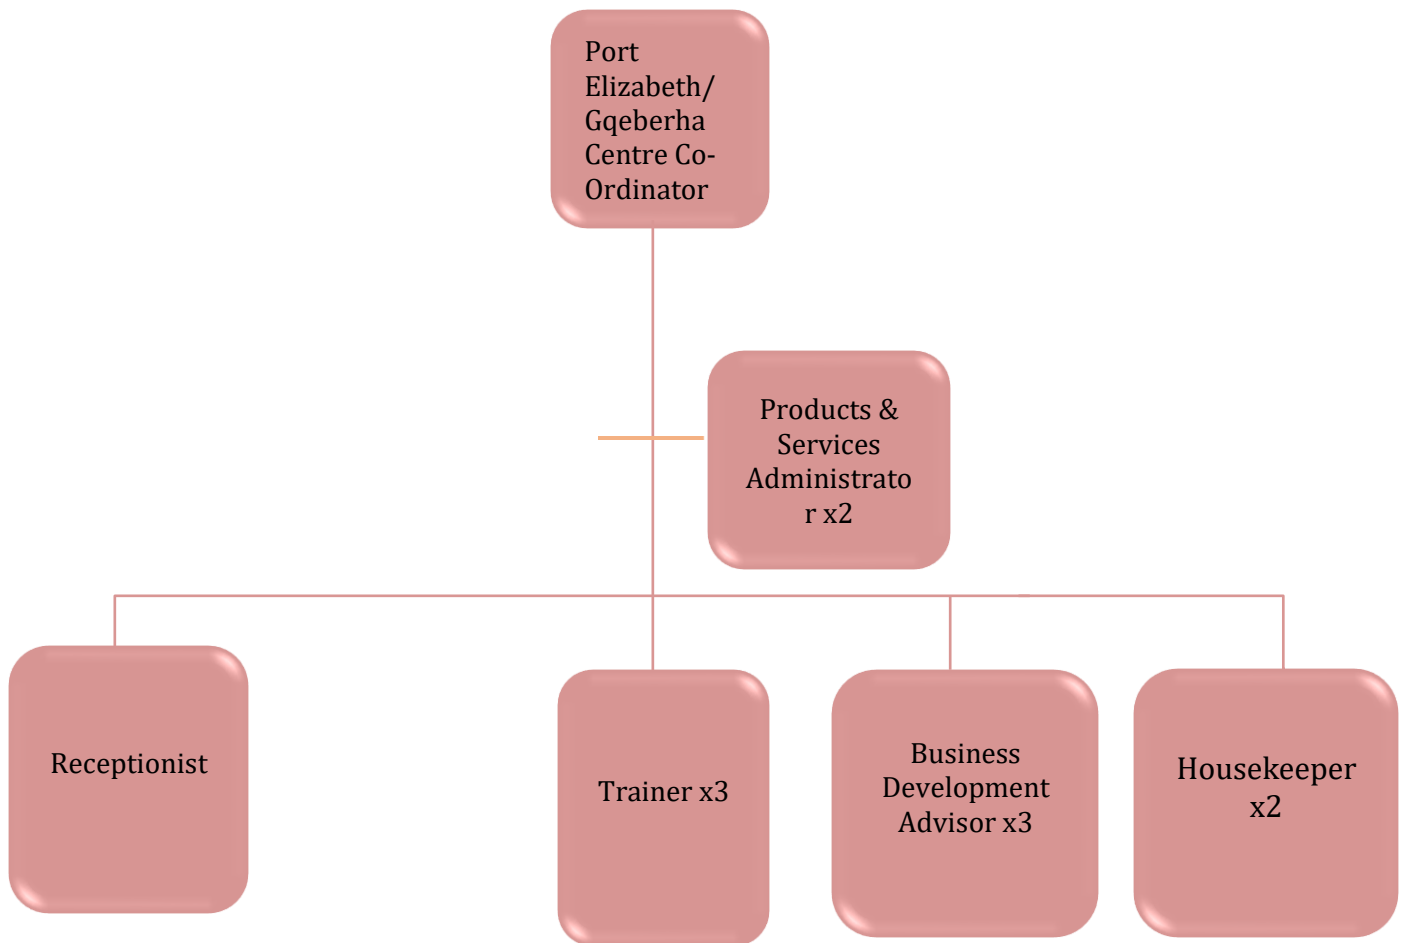 Port
Elizabeth/
Gqeberha
Centre Co-
Ordinator
Products &
Services
Administrato
r x2
Receptionist
Trainer x3
Business
Development
Advisor x3
Housekeeper
x2